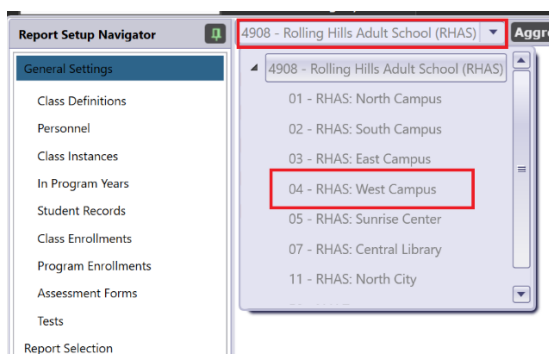 Report Setup Navigator
4908 - Rolling Hills Adult School (RHAS)
Aggre
General Settings
4908 - Rolling Hills Adult School (RHAS)
Class Definitions
01 - RHAS: North Campus
Personnel
02 - RHAS: South Campus
Class Instances
03 - RHAS: East Campus
In Program Years
04 - RHAS: West Campus
Student Records
05 - RHAS: Sunrise Center
Class Enrollments
07 - RHAS: Central Library
Program Enrollments
11 - RHAS: North City
Assessment Forms
Tests
Report Selection